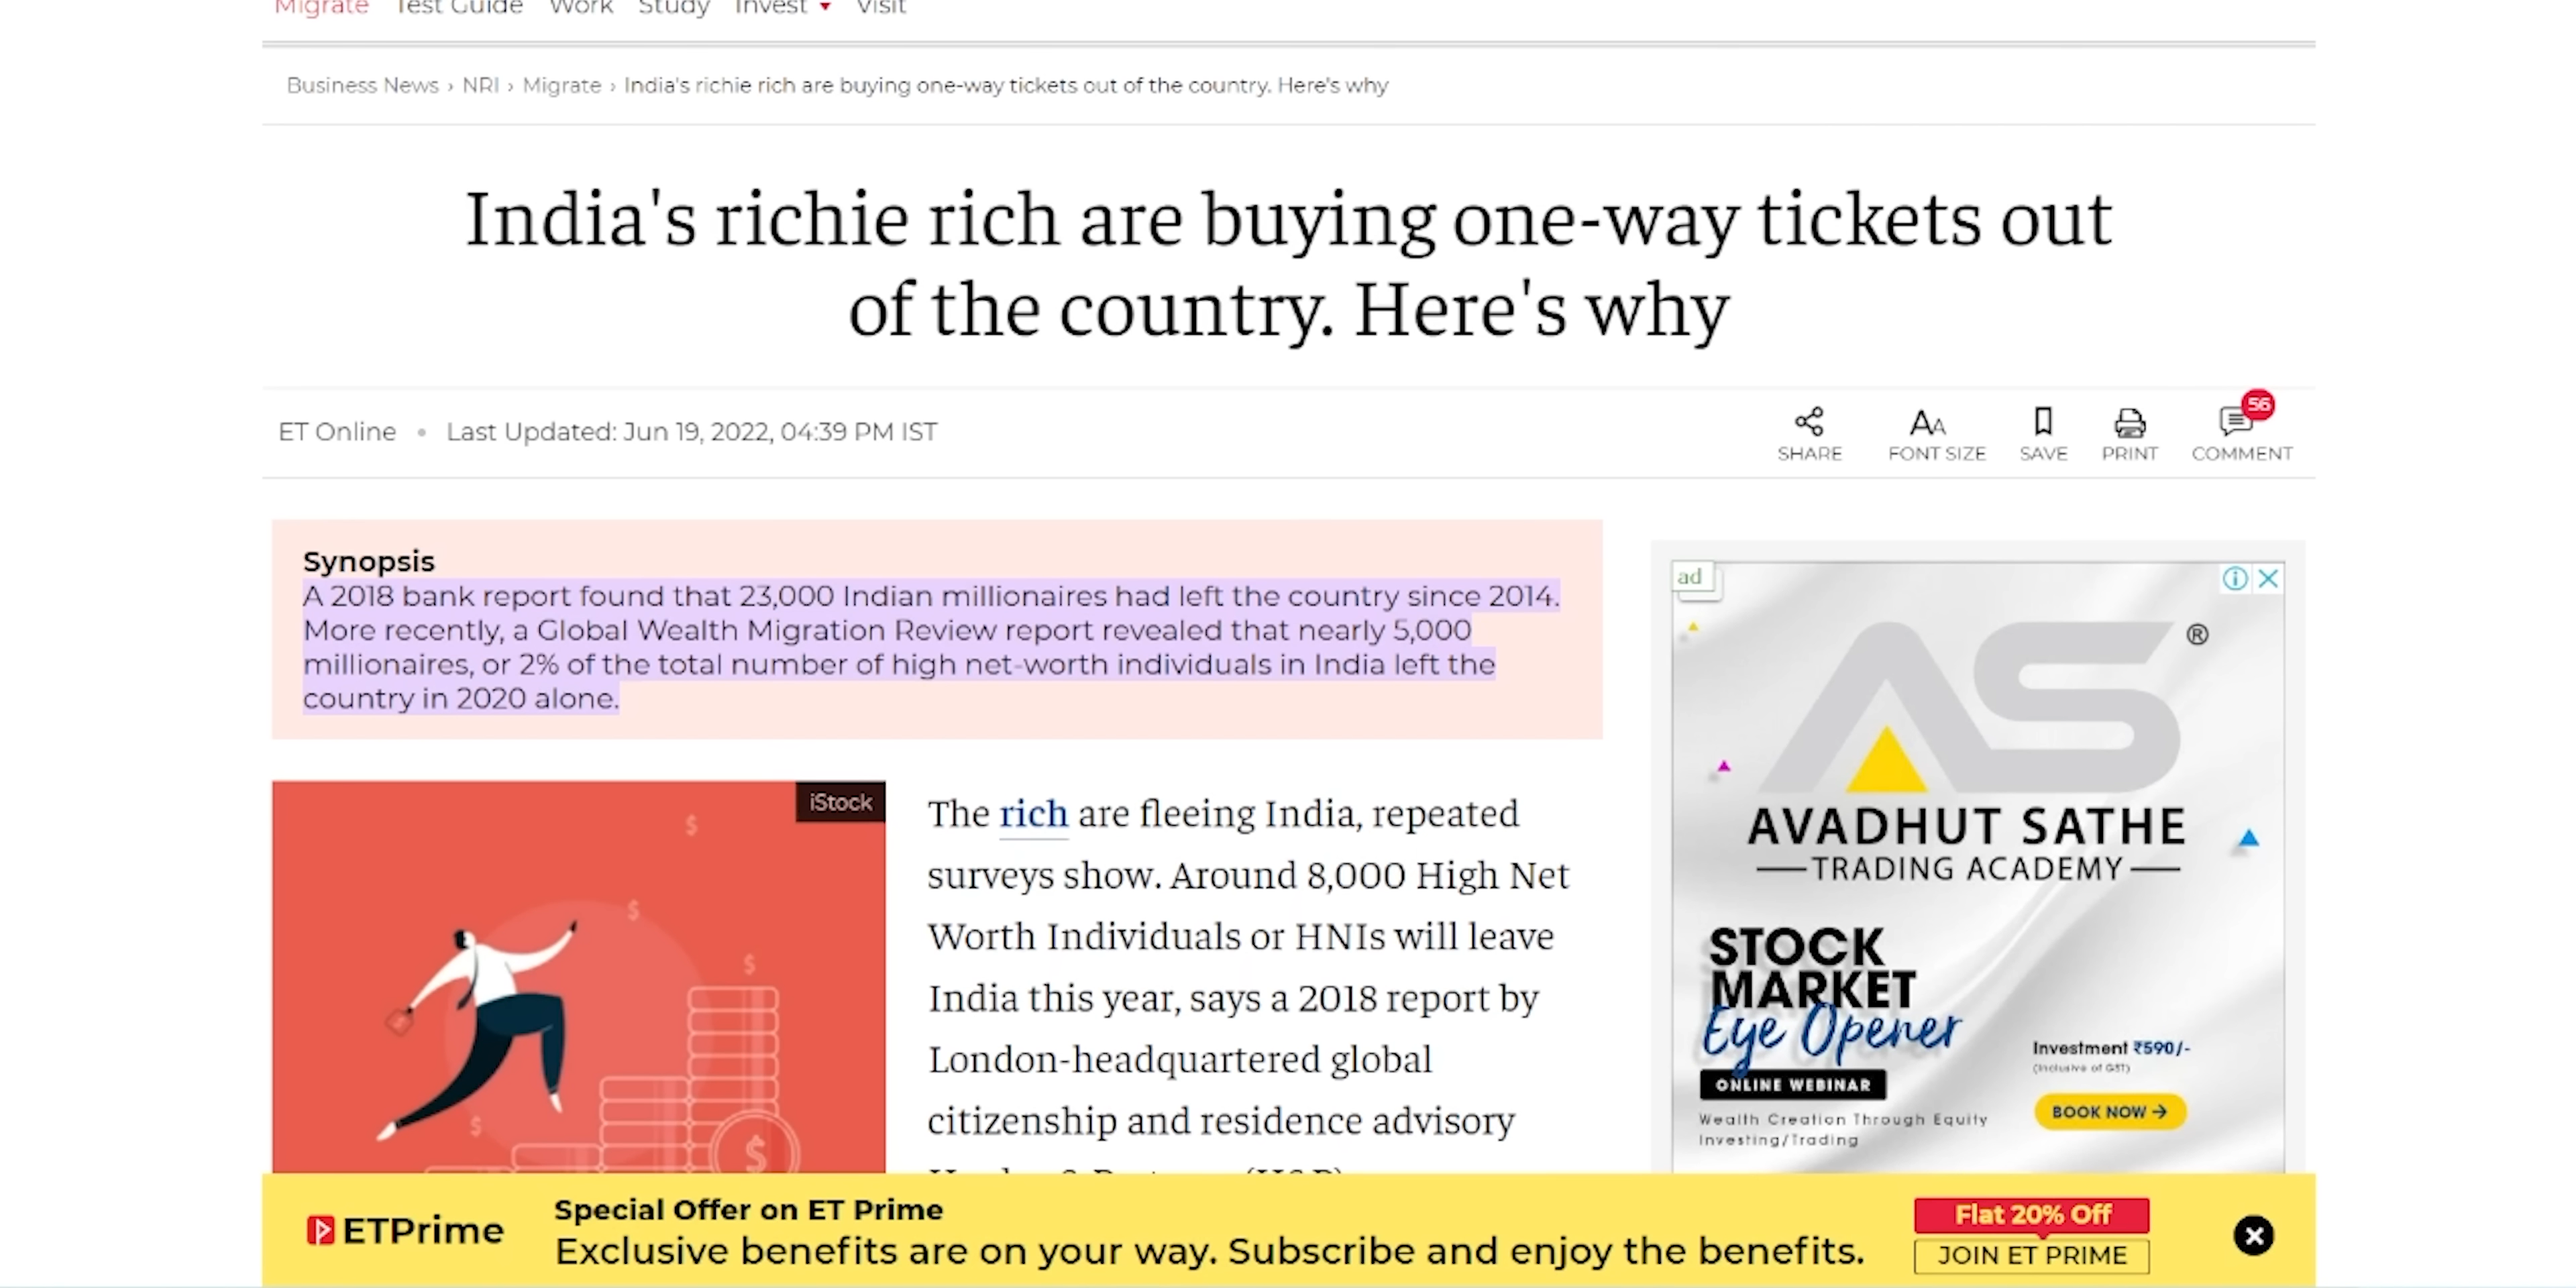 Migrate Test Guide Work Study Invest Visit
Business News › NRI › Migrate › India's richie rich are buying one-way tickets out of the country. Here's why
India's richie rich are buying one-way tickets out
of the country. Here's why
ET Online • Last Updated: Jun 19, 2022, 04:39 PM IST
SHARE
AA
FONT SIZE
SAVE
PRINT
56
COMMENT
Synopsis
A 2018 bank report found that 23,000 Indian millionaires had left the country since 2014.
More recently, a Global Wealth Migration Review report revealed that nearly 5,000
millionaires, or 2% of the total number of high net-worth individuals in India left the
country in 2020 alone.
iStock
The rich are fleeing India, repeated
surveys show. Around 8,000 High Net
Worth Individuals or HNIs will leave
India this year, says a 2018 report by
London-headquartered global
citizenship and residence advisory
ad
AS
®
AVADHUT SATHE
TRADING ACADEMY
STOCK
MARKET
Eye Opener
ONLINE WEBINAR
Wealth Creation Through Equity
Investing/Trading
Investment ₹590/-
(Inclusive of GST)
BOOK NOW →
ETPrime
Special Offer on ET Prime
Exclusive benefits are on your way. Subscribe and enjoy the benefits.
Flat 20% Off
JOIN ET PRIME